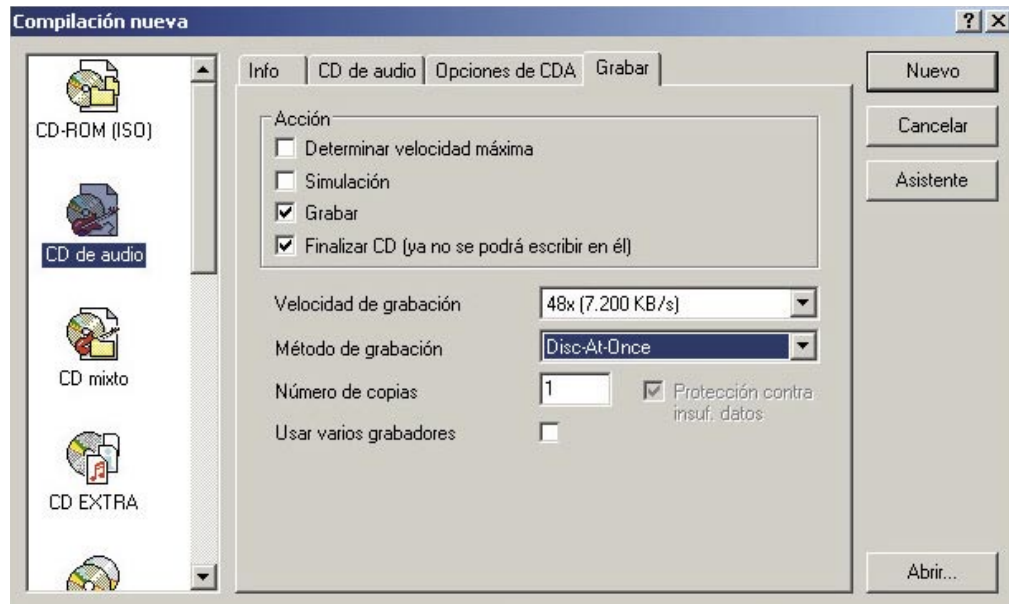 Compilación nueva
CD-ROM (ISO)
CD de audio
CD mixto
CD EXTRA
Info
CD de audio
Opciones de CDA
Grabar
Acción
Determinar velocidad máxima
Simulación
Grabar
Finalizar CD (ya no se podrá escribir en él)
Velocidad de grabación
48x (7.200 KB/s)
Método de grabación
Disc-At-Once
Número de copias
1
Protección contra
insuf. datos
Usar varios grabadores
Nuevo
Cancelar
Asistente
Abrir...